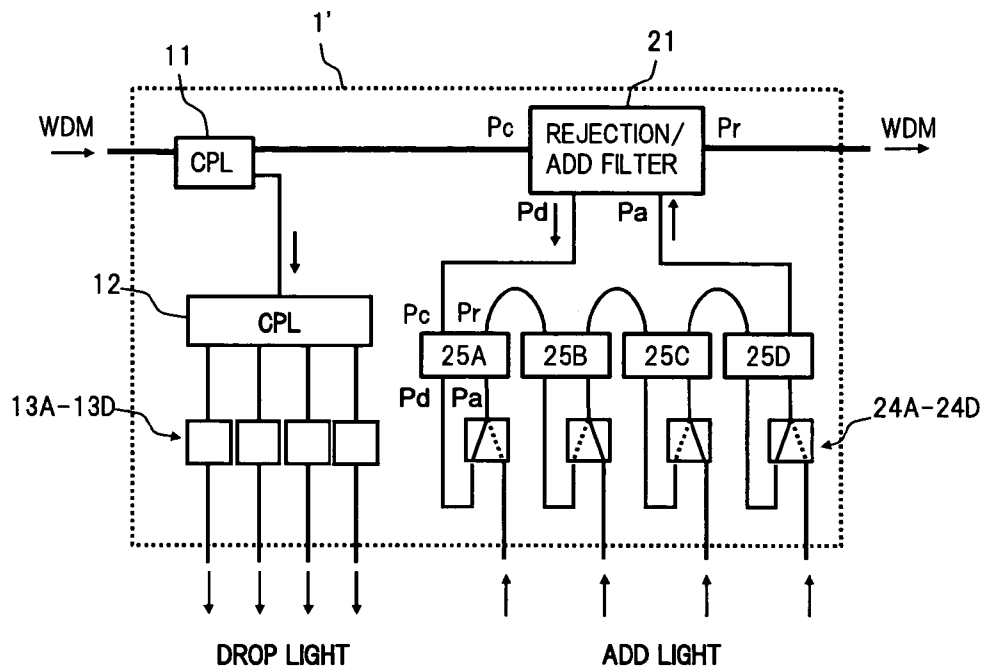 1'
11
21
WDM
CPL
Pc
REJECTION/
ADD FILTER
Pr
WDM
Pd
Pa
12
CPL
Pc
Pr
25A
25B
25C
25D
Pd
Pa
13A-13D
24A-24D
DROP LIGHT
ADD LIGHT